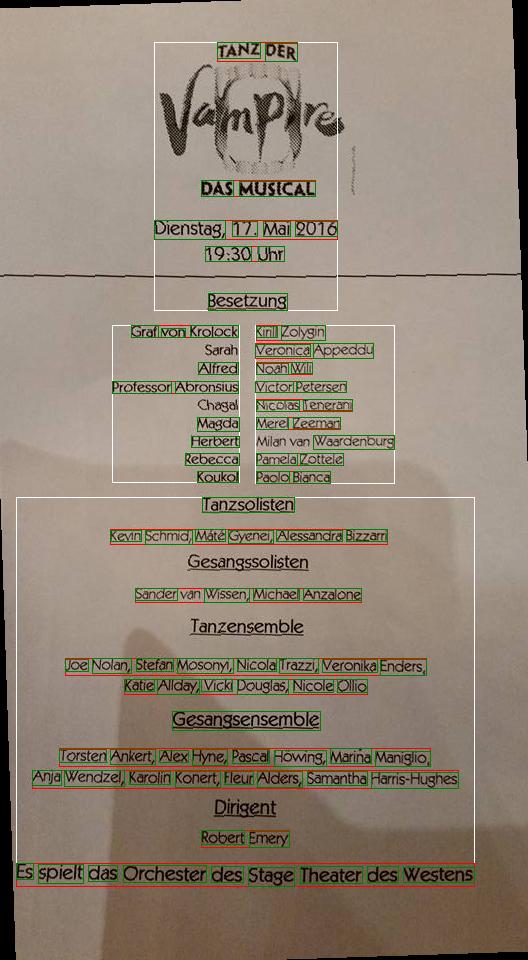 TANZ DER
Vampire
DAS MUSICAL
Dienstag, 17. Mai 2016
19:30 Uhr
Besetzung
Graf von Krolock Kirill Zolygin
Sarah Veronica Appeddu
Alfred Noah Will
Professor Abronsius Victor Petersen
Chagal Nicolas Tenerani
Magda Merel Zeeman
Herbert Milan van Waardenburg
Rebecca Pamela Zottele
Koukol Paolo Bianca
Tanzsolisten
Kevin Schmid, Máté Gyenei, Alessandra Bizzarri
Gesangssolisten
Sander van Wissen, Michael Anzalone
Tanzensemble
Joe Nolan, Stefan Mosonyi, Nicola Trazzi, Veronika Enders,
Katie Allday, Vicki Douglas, Nicole Ollio
Gesangsensemble
Torsten Ankert, Alex Hyne, Pascal Höwing, Marina Maniglio,
Anja Wendzel, Karolin Konert, Fleur Alders, Samantha Harris-Hughes
Dirigent
Robert Emery
Es spielt das Orchester des Stage Theater des Westens